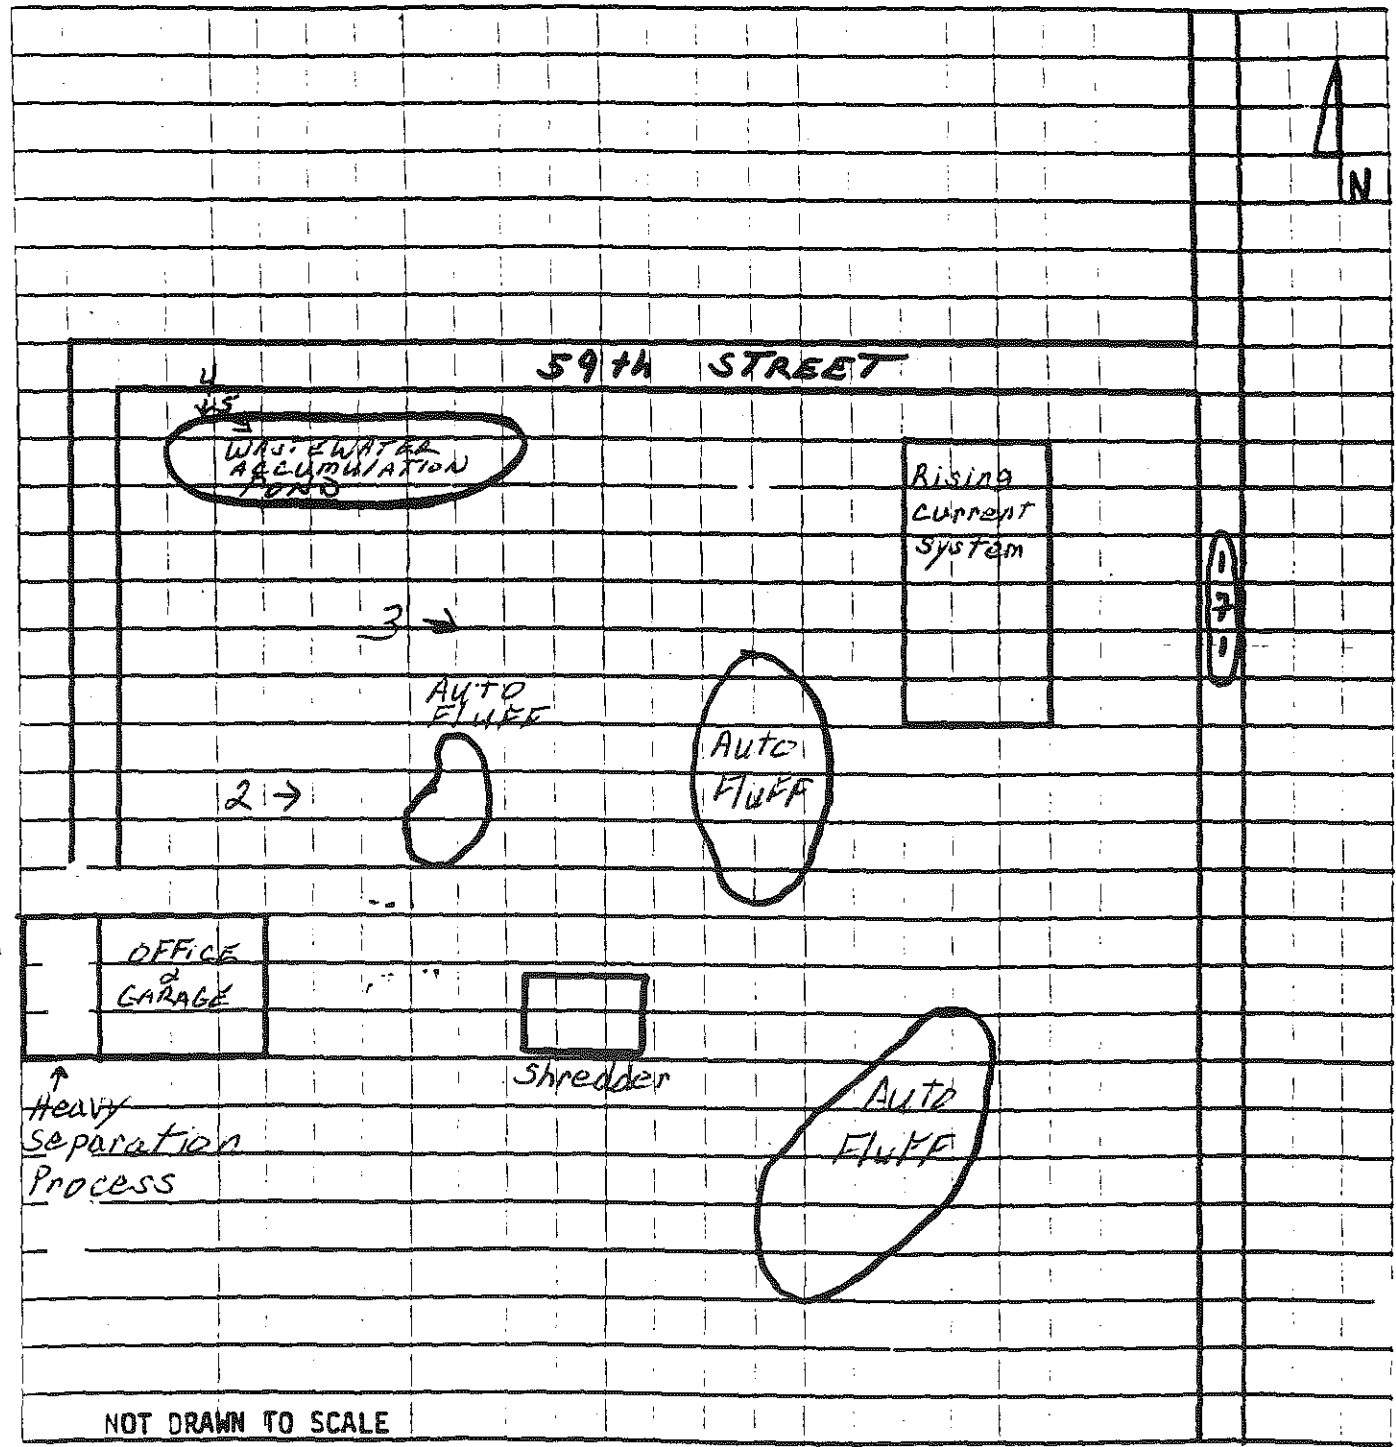 N
59th STREET
4
5
WASTEWATER
ACCUMULATION
POND
Rising
Current
System
171
3
AUTO
FLUFF
Auto
FluFF
2
OFFICE
&
GARAGE
Shredder
Heavy
Separation
Process
Auto
FluFF
NOT DRAWN TO SCALE